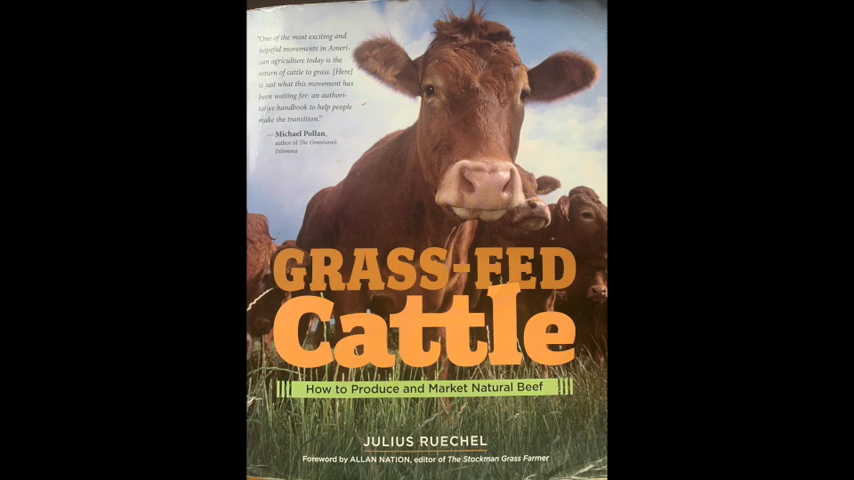 "One of the most exciting and
hopeful movements in Ameri-
can agriculture today is the
return of cattle to grass. [Here]
is just what this movement has
been waiting for: an authori-
tative handbook to help people
make the transition."
— Michael Pollan,
author of The Omnivore's
Dilemma
GRASS-FED
Cattle
How to Produce and Market Natural Beef
JULIUS RUECHEL
Foreword by ALLAN NATION, editor of The Stockman Grass Farmer